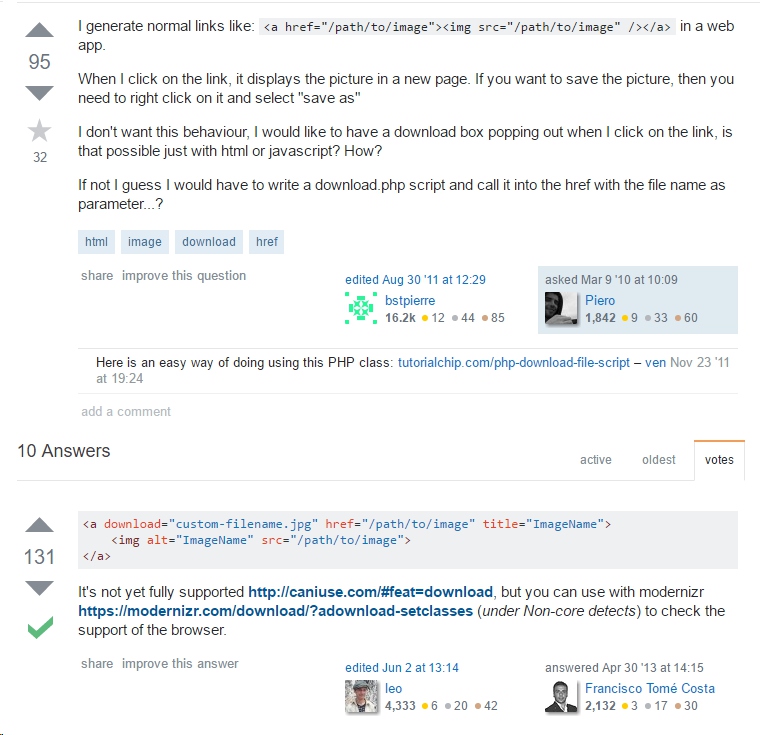 I generate normal links like: <a href="/path/to/image"><img src="/path/to/image" /></a> in a web
app.
95
When I click on the link, it displays the picture in a new page. If you want to save the picture, then you
need to right click on it and select "save as"
32
I don't want this behaviour, I would like to have a download box popping out when I click on the link, is
that possible just with html or javascript? How?
If not I guess I would have to write a download.php script and call it into the href with the file name as
parameter...?
html image download href
share improve this question
edited Aug 30 '11 at 12:29
bstpierre
16.2k ●12 ●44 ●85
asked Mar 9 '10 at 10:09
Piero
1,842 ●9 ●33 ●60
Here is an easy way of doing using this PHP class: tutorialchip.com/php-download-file-script – ven Nov 23 '11
at 19:24
add a comment
10 Answers
active oldest votes
131
<a download="custom-filename.jpg" href="/path/to/image" title="ImageName">
    <img alt="ImageName" src="/path/to/image">
</a>
It's not yet fully supported http://caniuse.com/#feat=download, but you can use with modernizr
https://modernizr.com/download/?adownload-setclasses (under Non-core detects) to check the
support of the browser.
share improve this answer
edited Jun 2 at 13:14
leo
4,333 ●6 ●20 ●42
answered Apr 30 '13 at 14:15
Francisco Tomé Costa
2,132 ●3 ●17 ●30